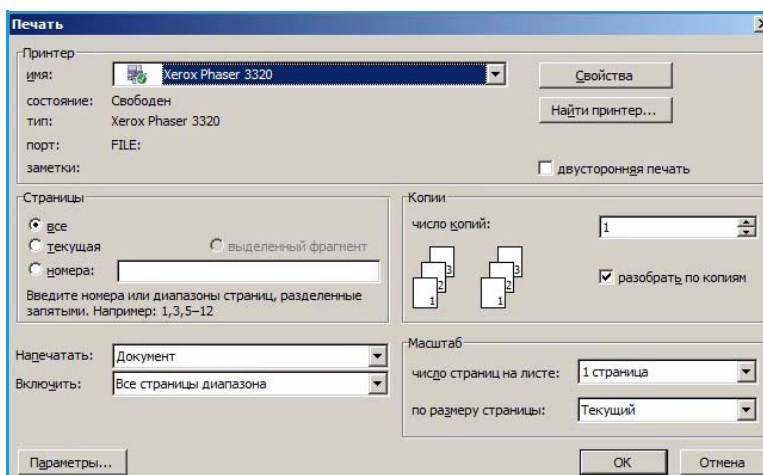 Печать
Принтер
имя: Xerox Phaser 3320
Свойства
состояние: Свободен
тип: Xerox Phaser 3320
Найти принтер...
порт: FILE:
заметки:
двусторонняя печать
Страницы
все
текущая выделенный фрагмент
номера:
Введите номера или диапазоны страниц, разделенные
запятыми. Например: 1,3,5–12
Копии
число копий: 1
3 3
2 2
1 1
разобрать по копиям
Напечатать: Документ
Включить: Все страницы диапазона
Масштаб
число страниц на листе: 1 страница
по размеру страницы: Текущий
Параметры...
ОК Отмена